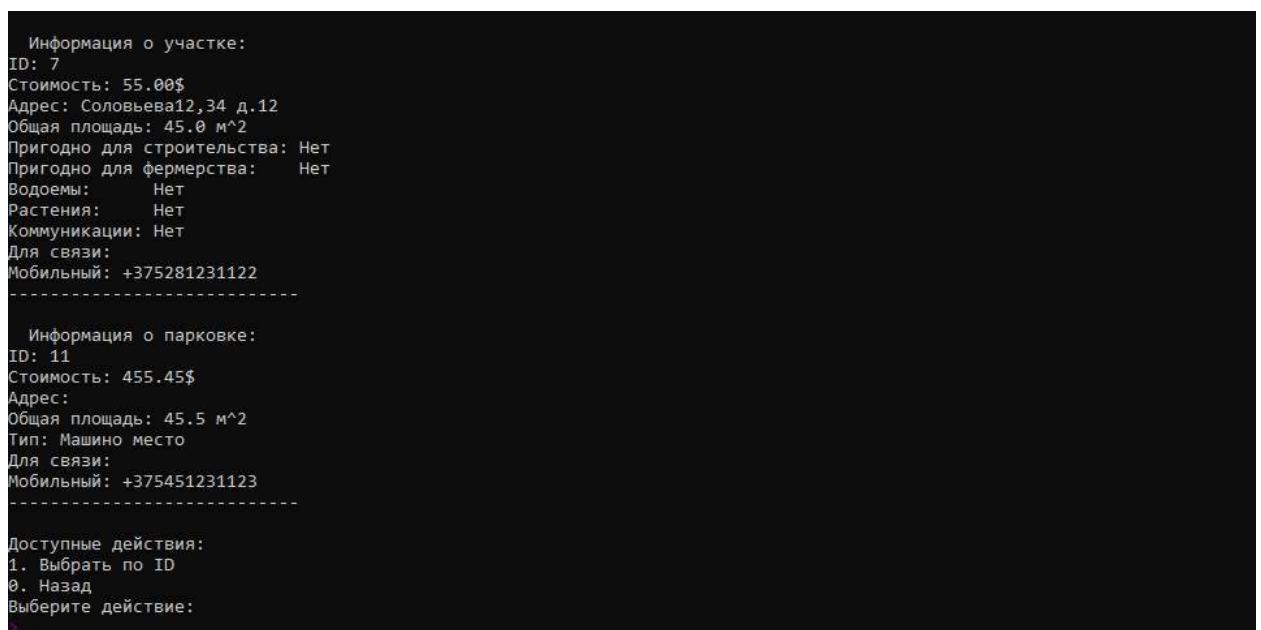 Информация о участке:
ID: 7
Стоимость: 55.00$
Адрес: Соловьева12,34 д.12
Общая площадь: 45.0 м^2
Пригодно для строительства: Нет
Пригодно для фермерства:    Нет
Водоемы:      Нет
Растения:     Нет
Коммуникации: Нет
Для связи:
Мобильный: +375281231122
----------------------------
Информация о парковке:
ID: 11
Стоимость: 455.45$
Адрес:
Общая площадь: 45.5 м^2
Тип: Машино место
Для связи:
Мобильный: +375451231123
----------------------------
Доступные действия:
1. Выбрать по ID
0. Назад
Выберите действие:
>